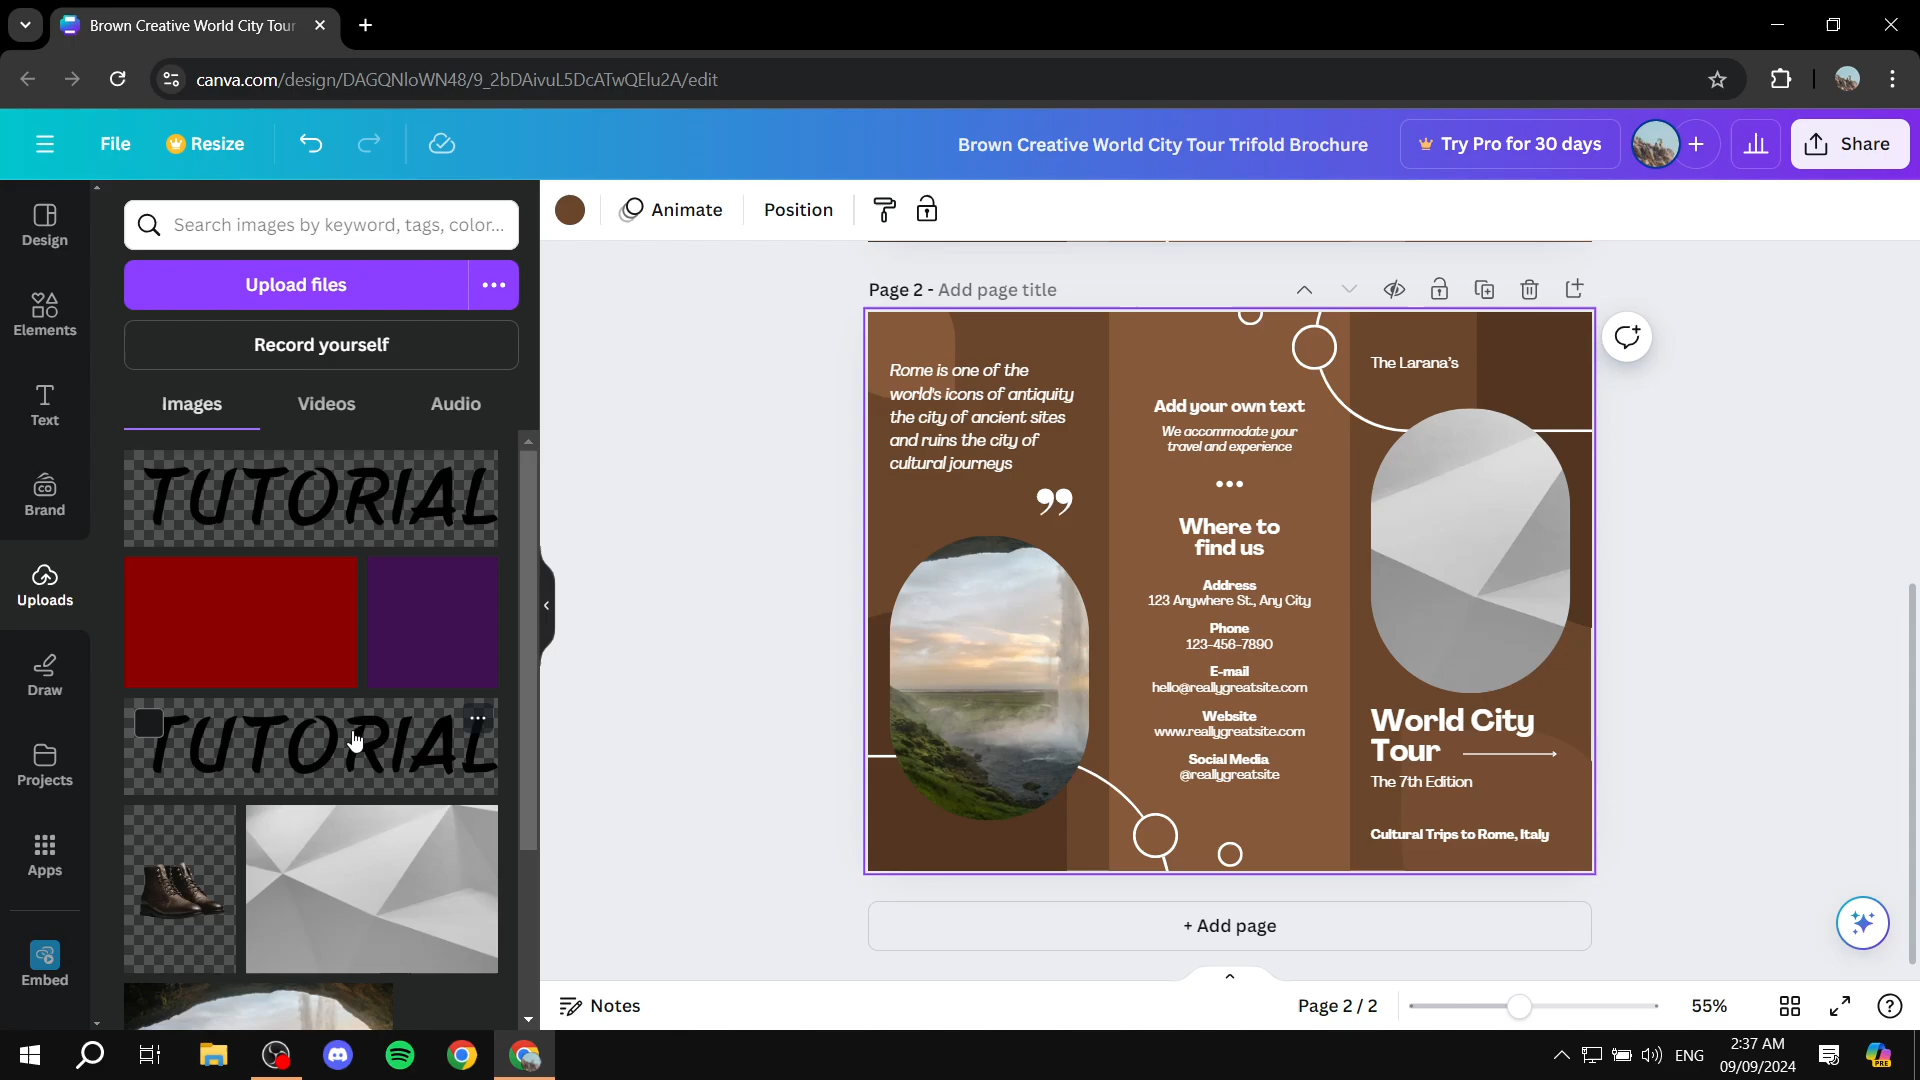 Brown Creative World City Tour
canva.com/design/DAGQNloWN48/9_2bDAivuL5DcATwQElu2A/edit
File
Resize
Brown Creative World City Tour Trifold Brochure
Try Pro for 30 days
Share
Design
Elements
Text
Brand
Uploads
Draw
Projects
Apps
Embed
Search images by keyword, tags, color...
Upload files
Record yourself
Images
Videos
Audio
TUTORIAL
TUTORIAL
Animate
Position
Page 2 - Add page title
Rome is one of the
world's icons of antiquity
the city of ancient sites
and ruins the city of
cultural journeys
Add your own text
We accommodate your
travel and experience
Where to
find us
Address
123 Anywhere St., Any City
Phone
123-456-7890
E-mail
hello@reallygreatsite.com
Website
www.reallygreatsite.com
Social Media
@reallygreatsite
The Larana's
World City
Tour
The 7th Edition
Cultural Trips to Rome, Italy
+ Add page
Notes
Page 2 / 2
55%
ENG
2:37 AM
09/09/2024